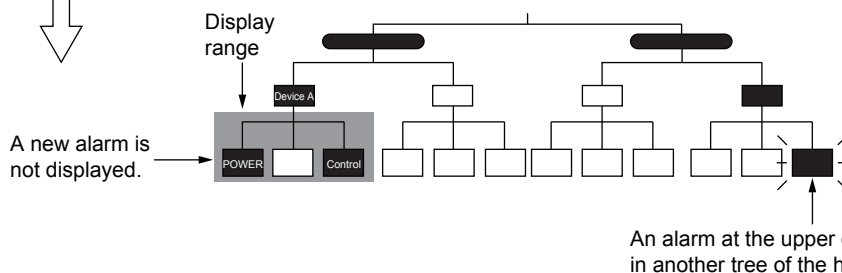 Display
range
Device A
A new alarm is
not displayed.
POWER
Control
An alarm at the upper
in another tree of the